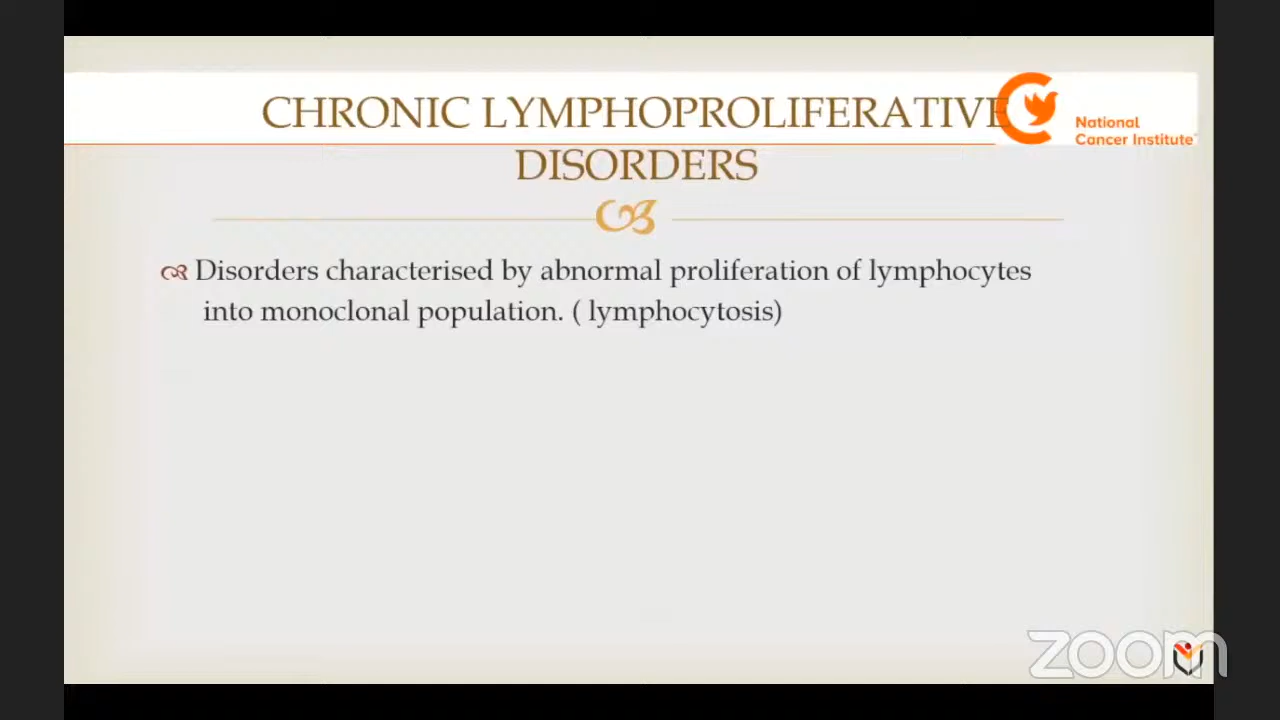 CHRONIC LYMPHOPROLIFERATIVE
DISORDERS
National
Cancer Institute
Disorders characterised by abnormal proliferation of lymphocytes
into monoclonal population. ( lymphocytosis)
zoom